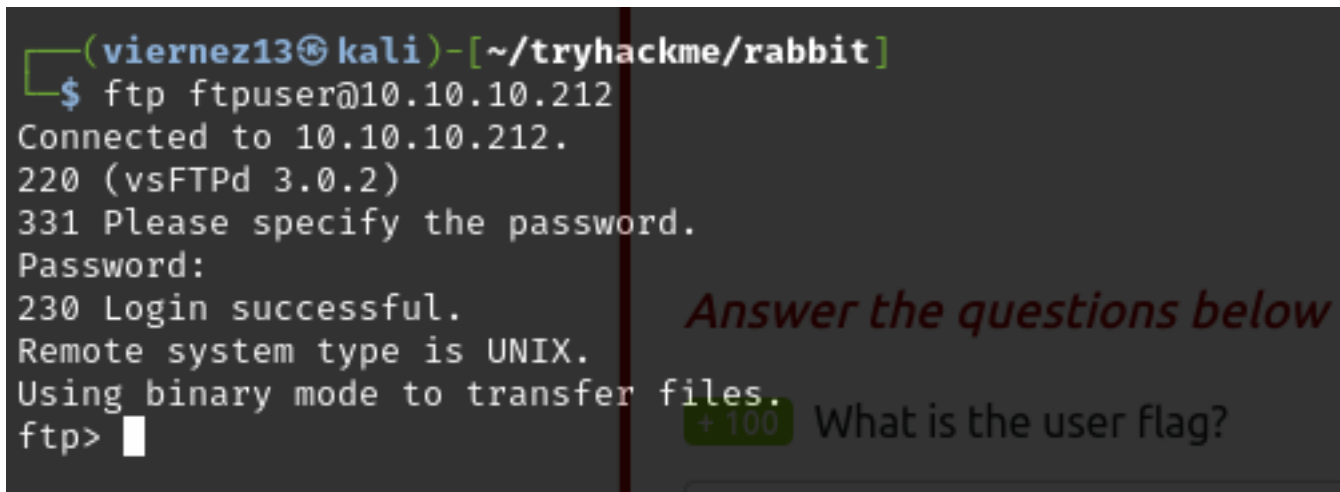 ┌──(viernez13㉿kali)-[~/tryhackme/rabbit]
└─$ ftp ftpuser@10.10.10.212
Connected to 10.10.10.212.
220 (vsFTPd 3.0.2)
331 Please specify the password.
Password:
230 Login successful.
Remote system type is UNIX.
Using binary mode to transfer files.
ftp>
Answer the questions below
+ 100 What is the user flag?